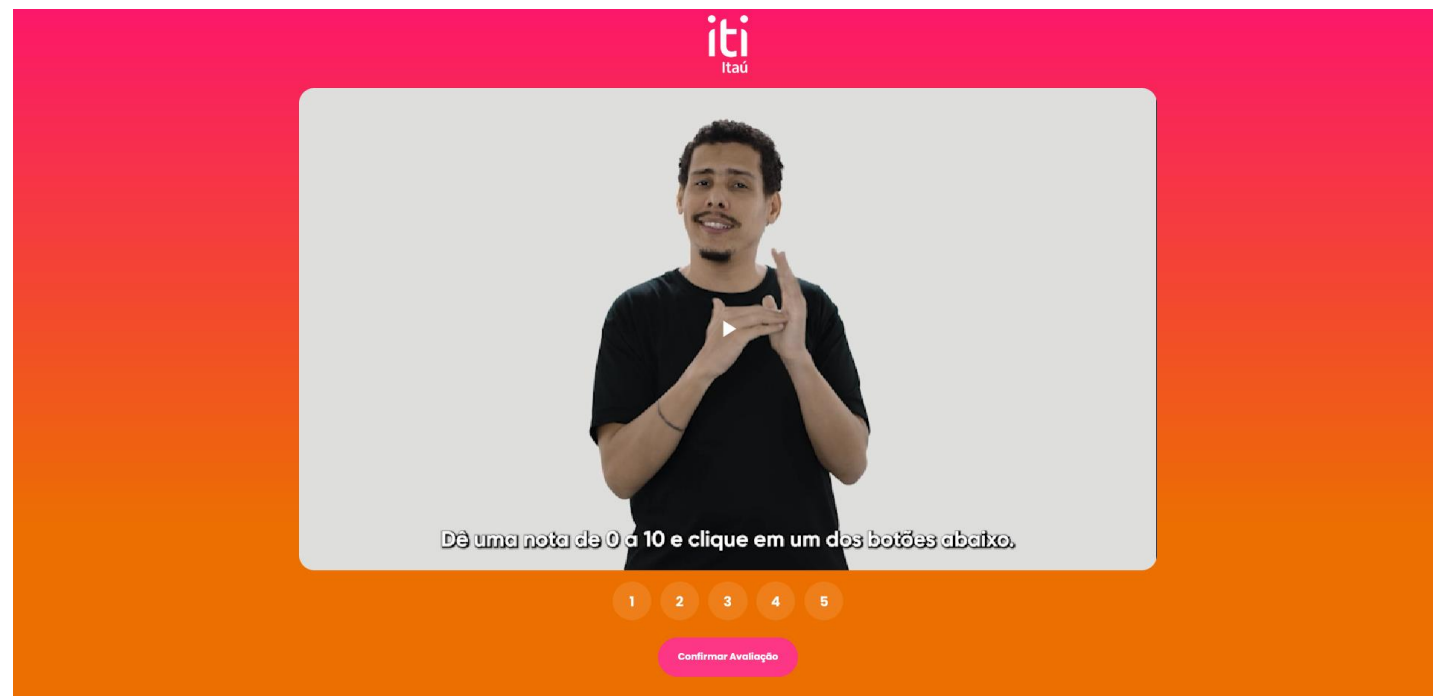 iti
Itaú
Dê uma nota de 0 a 10 e clique em um dos botões abaixo.
1 2 3 4 5
Confirmar Avaliação